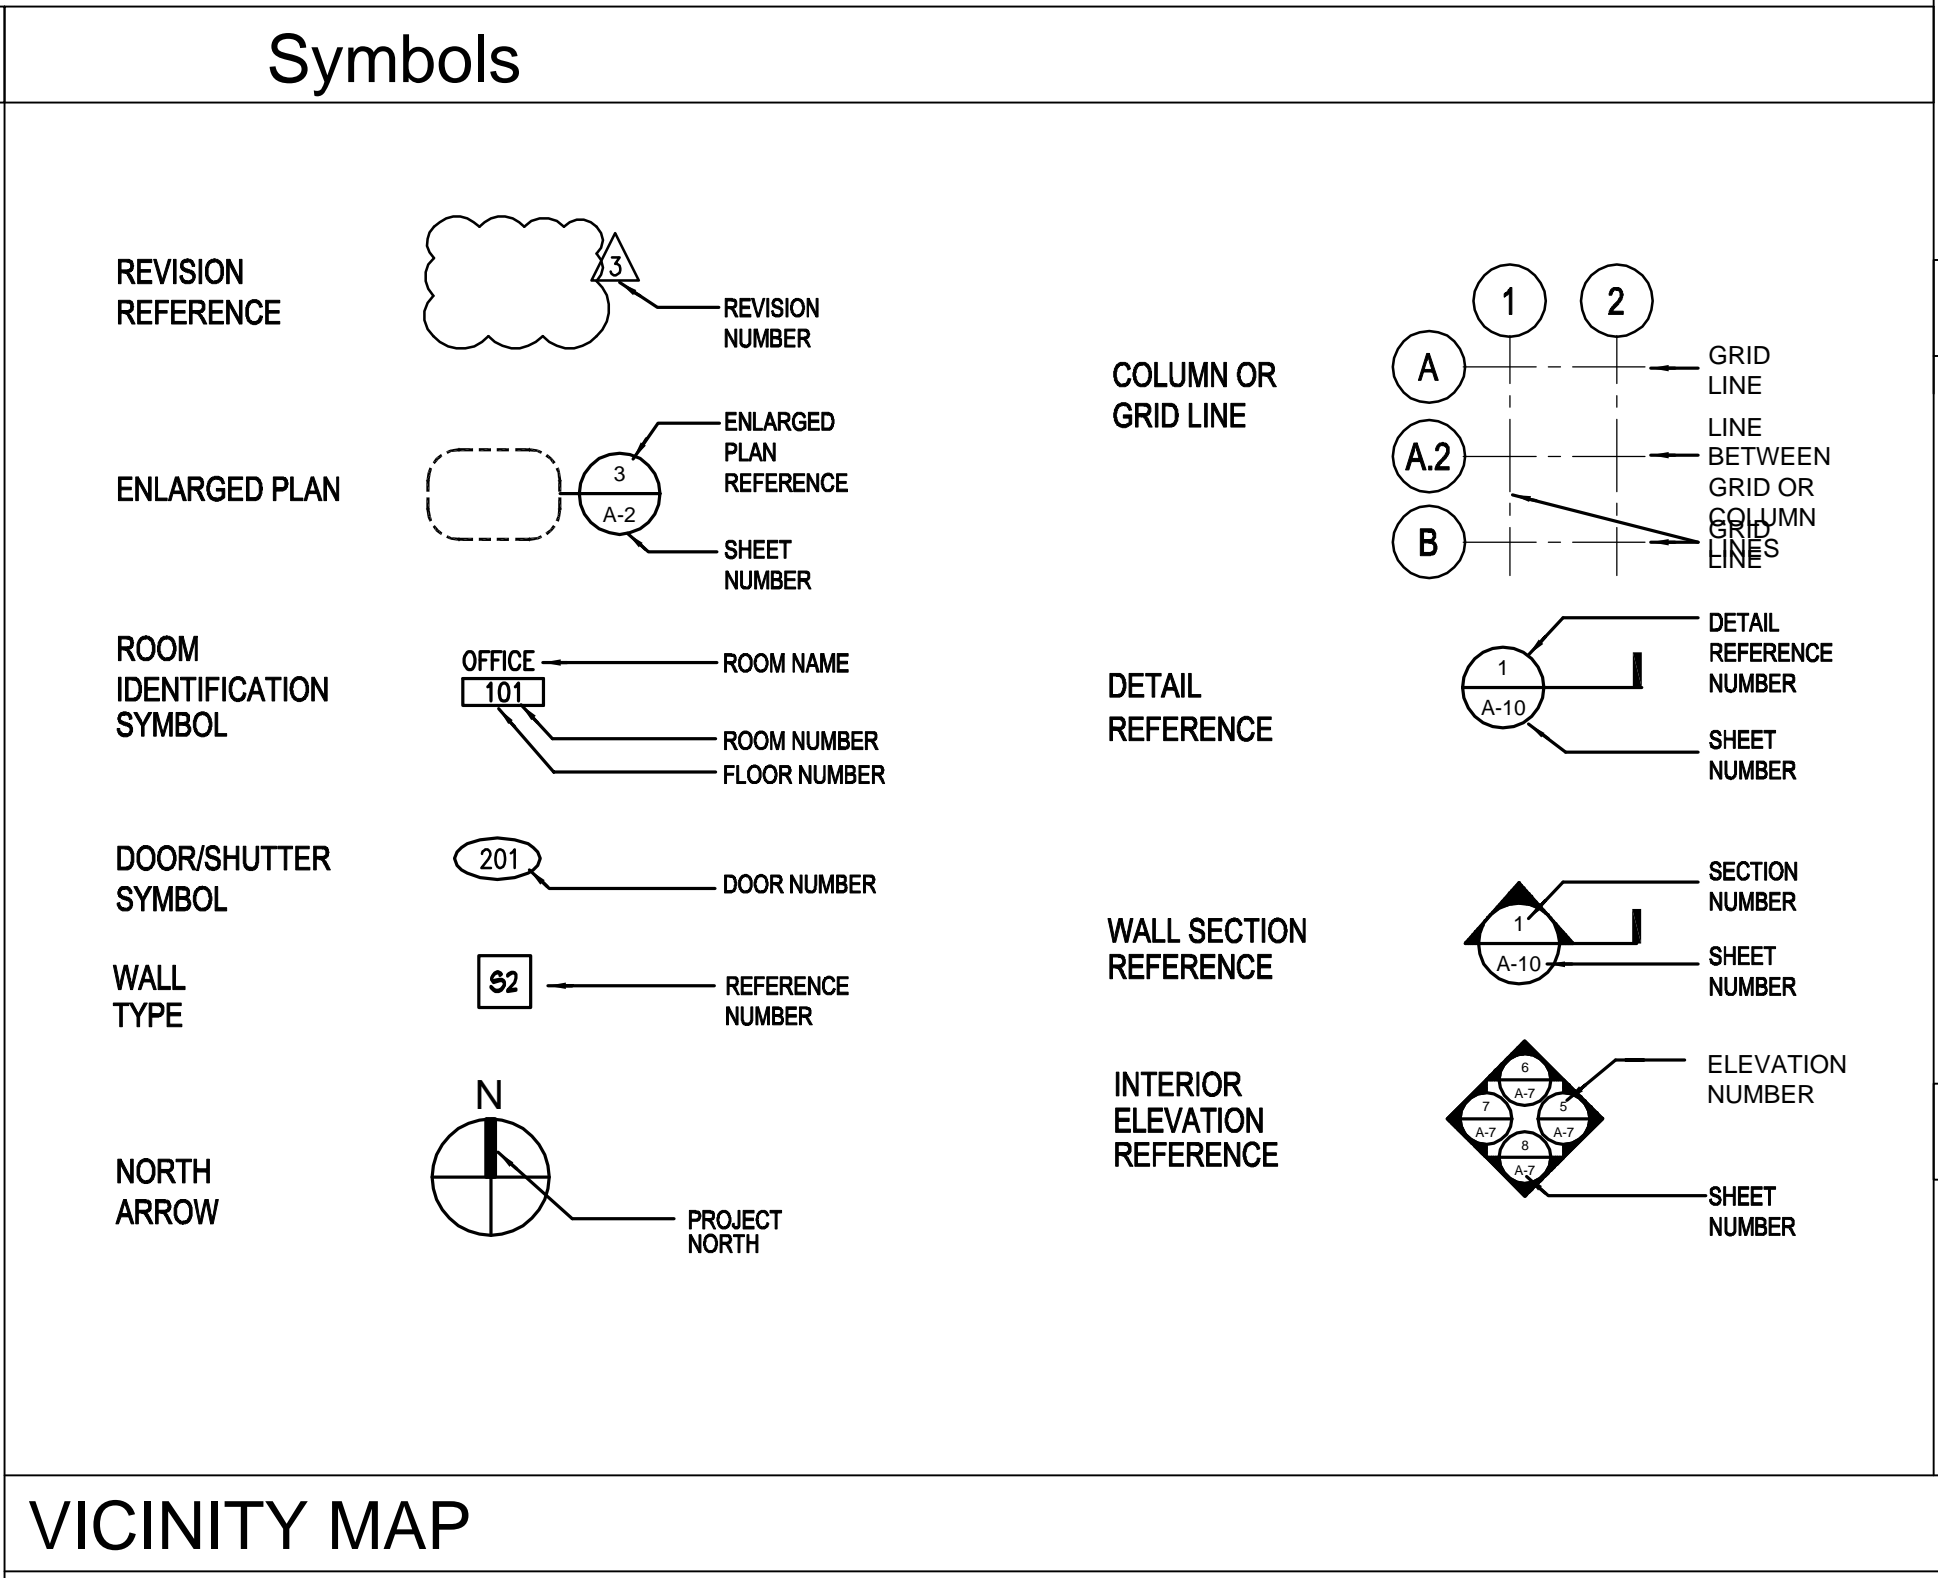 Symbols
REVISION
REFERENCE
3
REVISION
NUMBER
ENLARGED PLAN
3
A-2
ENLARGED
PLAN
REFERENCE
SHEET
NUMBER
ROOM
IDENTIFICATION
SYMBOL
OFFICE
101
ROOM NAME
ROOM NUMBER
FLOOR NUMBER
DOOR/SHUTTER
SYMBOL
201
DOOR NUMBER
WALL
TYPE
S2
REFERENCE
NUMBER
NORTH
ARROW
N
PROJECT
NORTH
COLUMN OR
GRID LINE
1
2
A
A.2
B
GRID
LINE
LINE
BETWEEN
GRID OR
COLUMN
LINES
GRID
LINE
DETAIL
REFERENCE
1
A-10
DETAIL
REFERENCE
NUMBER
SHEET
NUMBER
WALL SECTION
REFERENCE
1
A-10
SECTION
NUMBER
SHEET
NUMBER
INTERIOR
ELEVATION
REFERENCE
6
A-7
7
A-7
5
A-7
8
A-7
ELEVATION
NUMBER
SHEET
NUMBER
VICINITY MAP